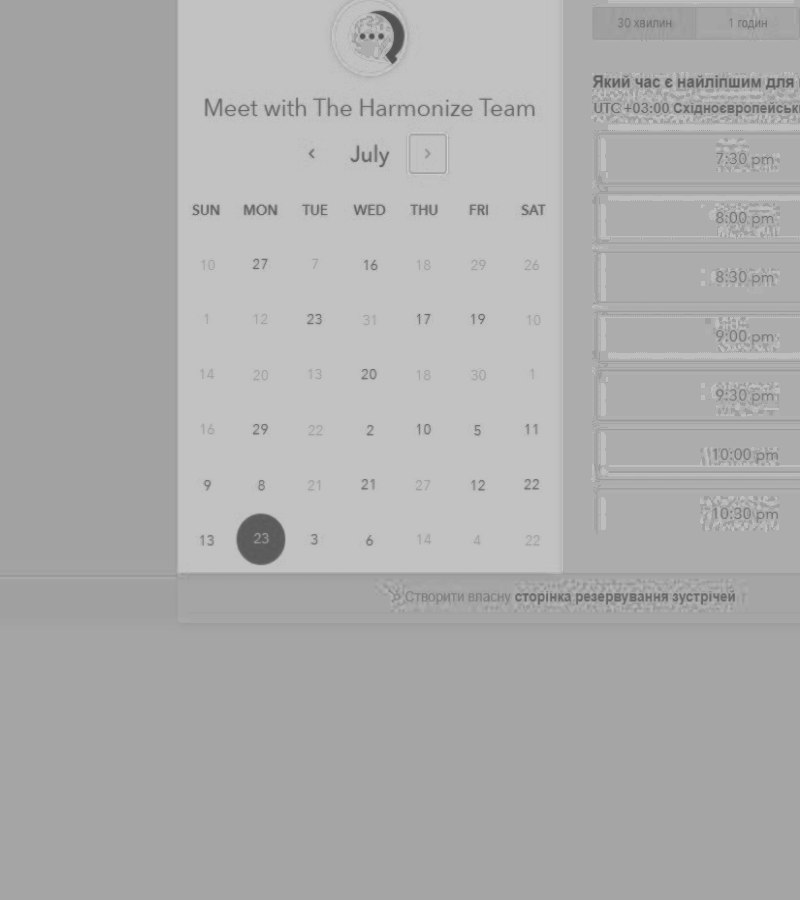 Meet with The Harmonize Team
July
SUN MON TUE WED THU FRI SAT
10 27 7 16 18 29 26
1 12 23 31 17 19 10
14 20 13 20 18 30 1
16 29 22 2 10 5 11
9 8 21 21 27 12 22
13 23 3 6 14 4 22
30 хвилин 1 годин
Який час є найліпшим для
UTC +03:00
7:30 pm
8:00 pm
8:30 pm
9:00 pm
9:30 pm
10:00 pm
10:30 pm
Створити власну сторінка резервування зустрічей